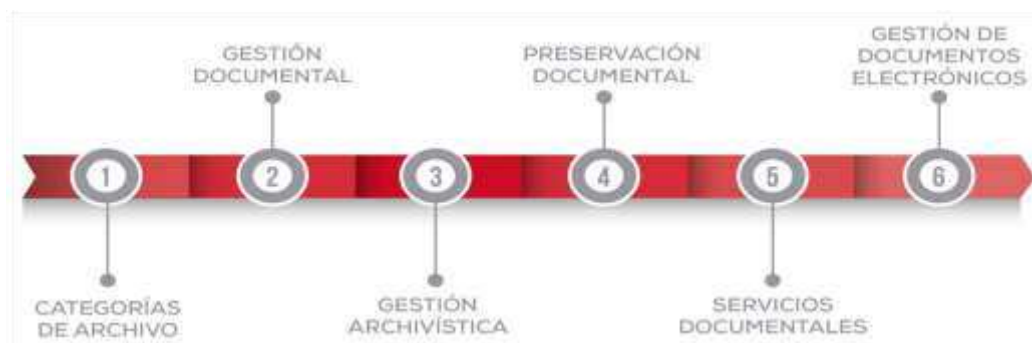 GESTIÓN
DOCUMENTAL
PRESERVACIÓN
DOCUMENTAL
GESTIÓN DE
DOCUMENTOS
ELECTRÓNICOS
1
2
3
4
5
6
CATEGORÍAS
DE ARCHIVO
GESTIÓN
ARCHIVÍSTICA
SERVICIOS
DOCUMENTALES